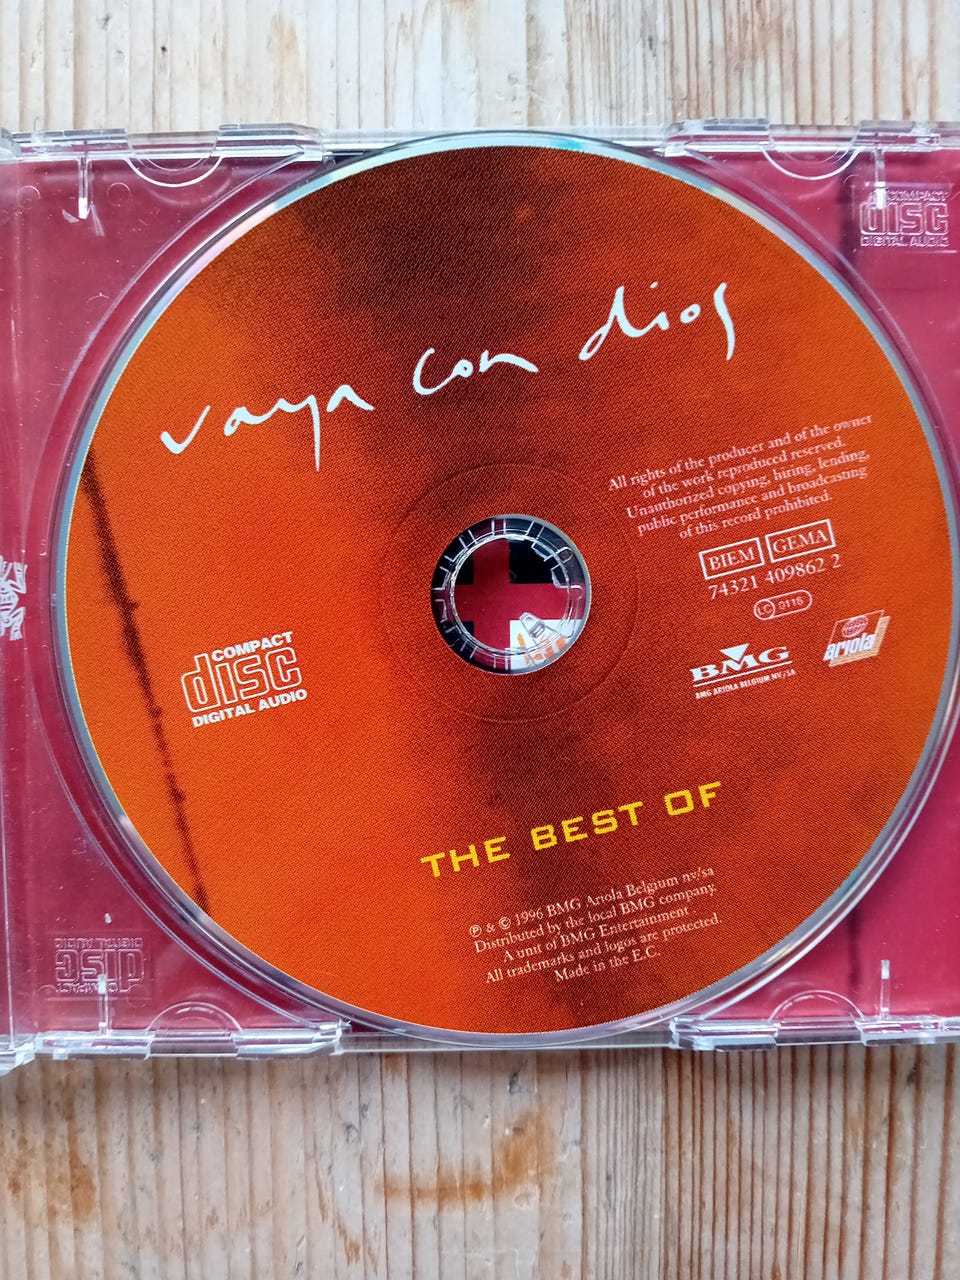 COMPACT
disc
DIGITAL AUDIO
vaya con dios
All rights of the producer and of the owner
of the work reproduced reserved.
Unauthorized copying, hiring, lending,
public performance and broadcasting
of this record prohibited.
BIEM GEMA
74321 409862 2
LC 0116
BMG
BMG ARIOLA BELGIUM NV/SA
ariola
COMPACT
disc
DIGITAL AUDIO
THE BEST OF
℗ & © 1996 BMG Ariola Belgium nv/sa
Distributed by the local BMG company.
A unit of BMG Entertainment
All trademarks and logos are protected.
Made in the E.C.
COMPACT
disc
DIGITAL AUDIO